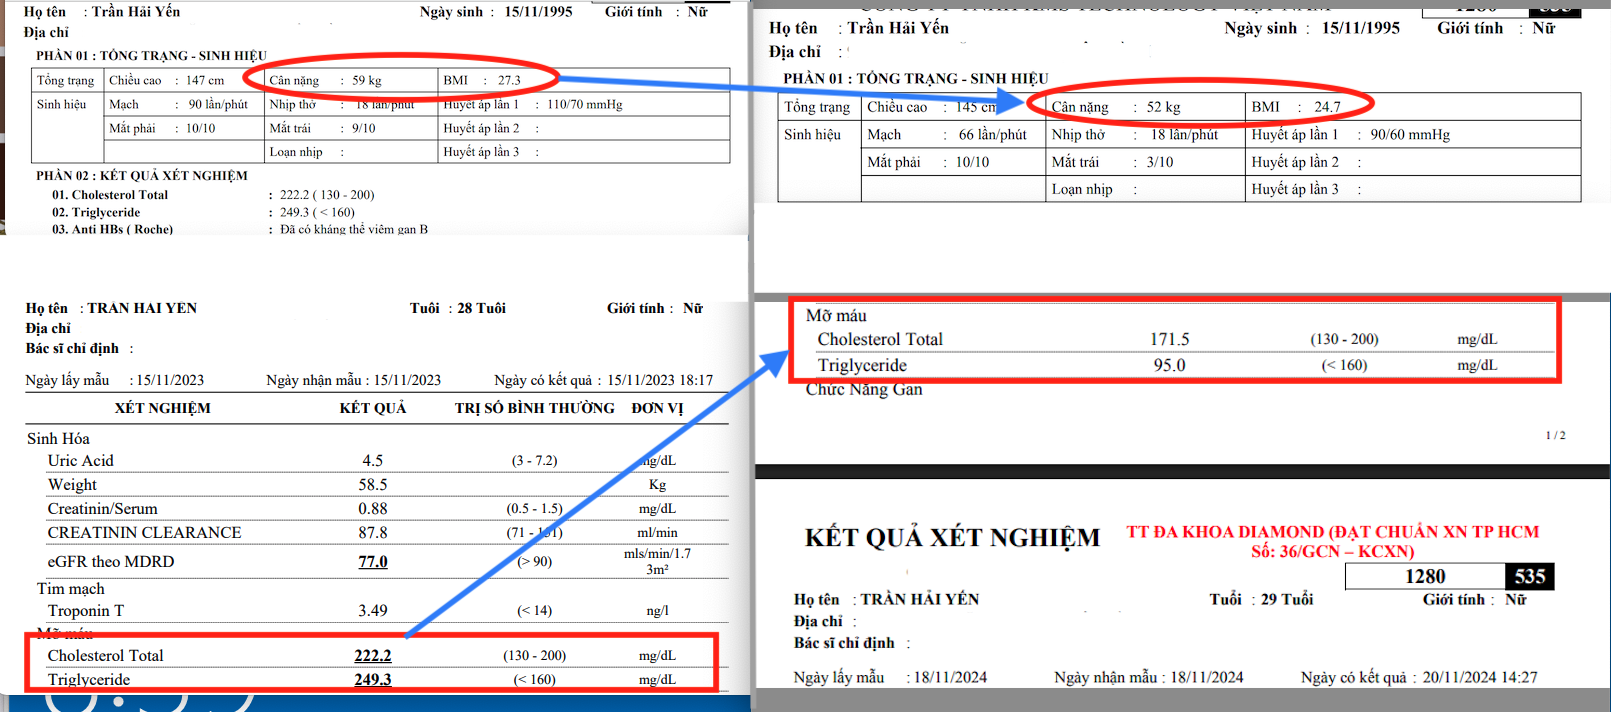 Họ tên : Trần Hải Yến Ngày sinh : 15/11/1995 Giới tính : Nữ
Địa chỉ
PHẦN 01 : TỔNG TRẠNG - SINH HIỆU
Tổng trạng Chiều cao : 147 cm Cân nặng : 59 kg BMI : 27.3
Sinh hiệu Mạch : 90 lần/phút Nhịp thở : 18 lần/phút Huyết áp lần 1 : 110/70 mmHg
Mắt phải : 10/10 Mắt trái : 9/10 Huyết áp lần 2 :
Loạn nhịp : Huyết áp lần 3 :
PHẦN 02 : KẾT QUẢ XÉT NGHIỆM
01. Cholesterol Total : 222.2 ( 130 - 200)
02. Triglyceride : 249.3 ( < 160)
03. Anti HBs ( Roche) : Đã có kháng thể viêm gan B
Họ tên : TRẦN HẢI YẾN Tuổi : 28 Tuổi Giới tính : Nữ
Địa chỉ
Bác sĩ chỉ định :
Ngày lấy mẫu : 15/11/2023 Ngày nhận mẫu : 15/11/2023 Ngày có kết quả : 15/11/2023 18:17
XÉT NGHIỆM KẾT QUẢ TRỊ SỐ BÌNH THƯỜNG ĐƠN VỊ
Sinh Hóa
Uric Acid 4.5 (3 - 7.2) mg/dL
Weight 58.5 Kg
Creatinin/Serum 0.88 (0.5 - 1.5) mg/dL
CREATININ CLEARANCE 87.8 (71 - 151) ml/min
eGFR theo MDRD 77.0 (> 90) mls/min/1.7
3m²
Tim mạch
Troponin T 3.49 (< 14) ng/l
Mỡ máu
Cholesterol Total 222.2 (130 - 200) mg/dL
Triglyceride 249.3 (< 160) mg/dL
1280 535
Họ tên : Trần Hải Yến Ngày sinh : 15/11/1995 Giới tính : Nữ
Địa chỉ :
PHẦN 01 : TỔNG TRẠNG - SINH HIỆU
Tổng trạng Chiều cao : 145 cm Cân nặng : 52 kg BMI : 24.7
Sinh hiệu Mạch : 66 lần/phút Nhịp thở : 18 lần/phút Huyết áp lần 1 : 90/60 mmHg
Mắt phải : 10/10 Mắt trái : 3/10 Huyết áp lần 2 :
Loạn nhịp : Huyết áp lần 3 :
Mỡ máu
Cholesterol Total 171.5 (130 - 200) mg/dL
Triglyceride 95.0 (< 160) mg/dL
Chức Năng Gan
1 / 2
KẾT QUẢ XÉT NGHIỆM TT ĐA KHOA DIAMOND (ĐẠT CHUẨN XN TP HCM
Số: 36/GCN – KCXN)
1280 535
Họ tên : TRẦN HẢI YẾN Tuổi : 29 Tuổi Giới tính : Nữ
Địa chỉ :
Bác sĩ chỉ định :
Ngày lấy mẫu : 18/11/2024 Ngày nhận mẫu : 18/11/2024 Ngày có kết quả : 20/11/2024 14:27